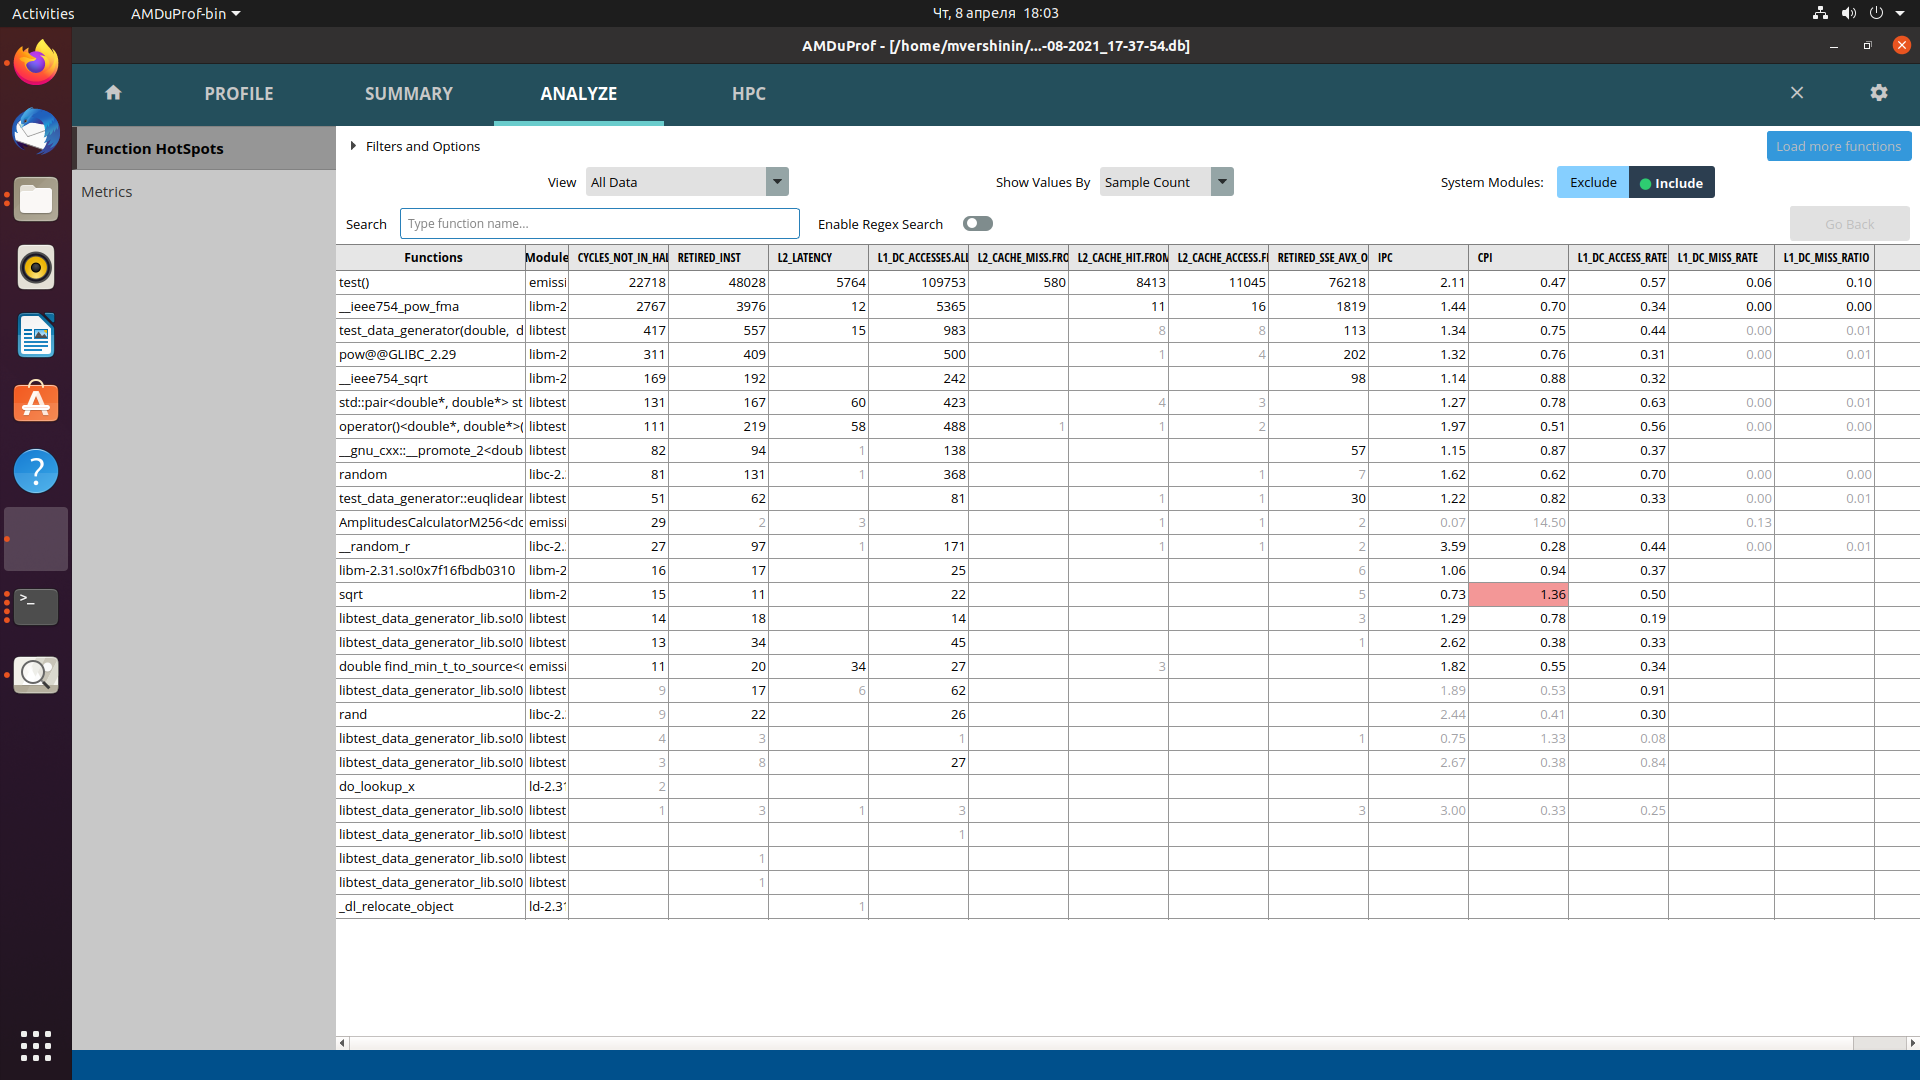 Activities AMDuProf-bin Чт, 8 апреля 18:03
AMDuProf - [/home/mvershinin/...-08-2021_17-37-54.db]
PROFILE SUMMARY ANALYZE HPC
Function HotSpots
Metrics
Filters and Options Load more functions
View All Data Show Values By Sample Count System Modules: Exclude Include
Search Type function name... Enable Regex Search Go Back
Functions Module CYCLES_NOT_IN_HAL RETIRED_INST L2_LATENCY L1_DC_ACCESSES.ALL L2_CACHE_MISS.FRO L2_CACHE_HIT.FROM L2_CACHE_ACCESS.F RETIRED_SSE_AVX_O IPC CPI L1_DC_ACCESS_RATE L1_DC_MISS_RATE L1_DC_MISS_RATIO
test() emissi 22718 48028 5764 109753 580 8413 11045 76218 2.11 0.47 0.57 0.06 0.10
__ieee754_pow_fma libm-2 2767 3976 12 5365 11 16 1819 1.44 0.70 0.34 0.00 0.00
test_data_generator(double, d libtest 417 557 15 983 8 8 113 1.34 0.75 0.44 0.00 0.01
pow@@GLIBC_2.29 libm-2 311 409 500 1 4 202 1.32 0.76 0.31 0.00 0.01
__ieee754_sqrt libm-2 169 192 242 98 1.14 0.88 0.32
std::pair<double*, double*> st libtest 131 167 60 423 4 3 1.27 0.78 0.63 0.00 0.01
operator()<double*, double*>( libtest 111 219 58 488 1 1 2 1.97 0.51 0.56 0.00 0.00
__gnu_cxx::__promote_2<doub libtest 82 94 1 138 57 1.15 0.87 0.37
random libc-2. 81 131 1 368 1 7 1.62 0.62 0.70 0.00 0.00
test_data_generator::euqlidear libtest 51 62 81 1 1 30 1.22 0.82 0.33 0.00 0.01
AmplitudesCalculatorM256<dc emissi 29 2 3 1 1 2 0.07 14.50 0.13
__random_r libc-2. 27 97 1 171 1 1 2 3.59 0.28 0.44 0.00 0.01
libm-2.31.so!0x7f16fbdb0310 libm-2 16 17 25 6 1.06 0.94 0.37
sqrt libm-2 15 11 22 5 0.73 1.36 0.50
libtest_data_generator_lib.so!0 libtest 14 18 14 3 1.29 0.78 0.19
libtest_data_generator_lib.so!0 libtest 13 34 45 1 2.62 0.38 0.33
double find_min_t_to_source<c emissi 11 20 34 27 3 1.82 0.55 0.34
libtest_data_generator_lib.so!0 libtest 9 17 6 62 1.89 0.53 0.91
rand libc-2. 9 22 26 2.44 0.41 0.30
libtest_data_generator_lib.so!0 libtest 4 3 1 1 0.75 1.33 0.08
libtest_data_generator_lib.so!0 libtest 3 8 27 2.67 0.38 0.84
do_lookup_x ld-2.31 2
libtest_data_generator_lib.so!0 libtest 1 3 1 3 3 3.00 0.33 0.25
libtest_data_generator_lib.so!0 libtest 1
libtest_data_generator_lib.so!0 libtest 1
libtest_data_generator_lib.so!0 libtest 1
_dl_relocate_object ld-2.31 1